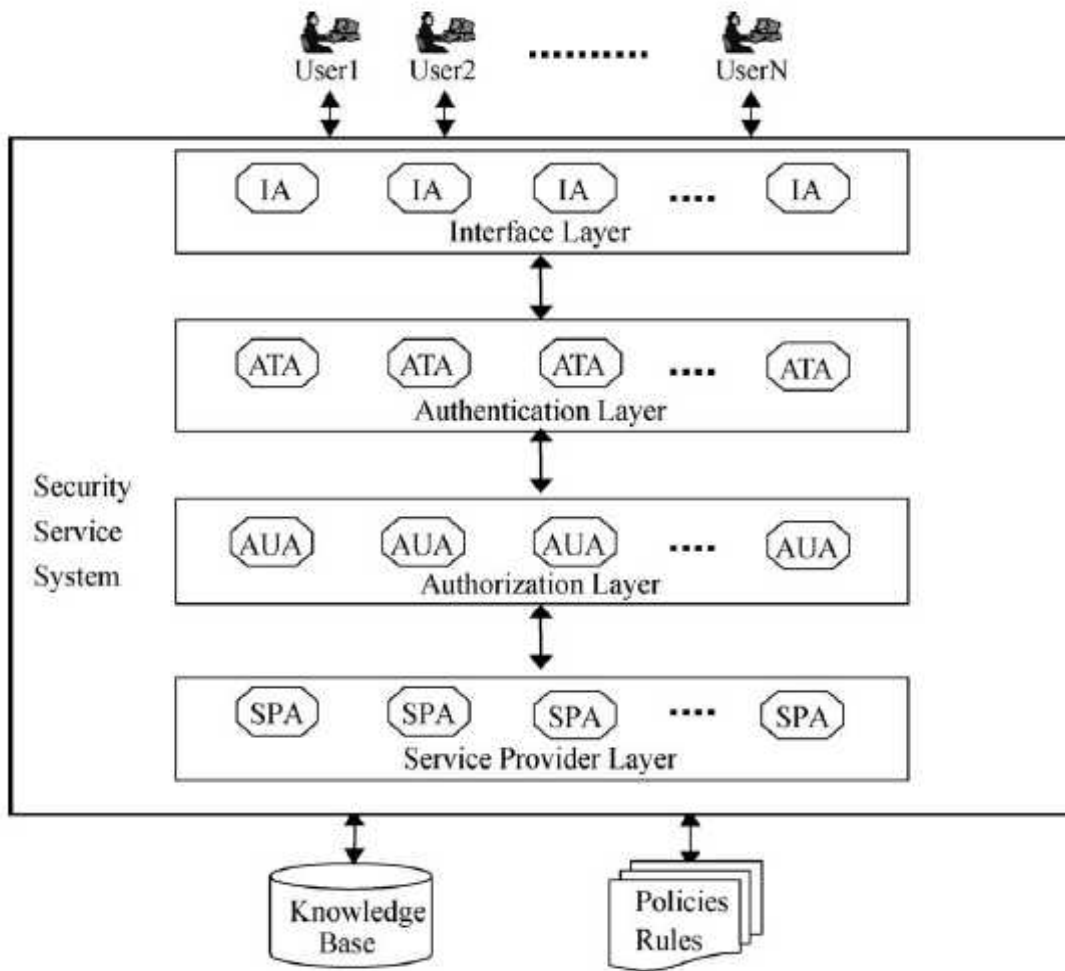 User1 User2 UserN
IA IA IA IA
Interface Layer
ATA ATA ATA ATA
Authentication Layer
Security
Service
System
AUA AUA AUA AUA
Authorization Layer
SPA SPA SPA SPA
Service Provider Layer
Knowledge
Base
Policies
Rules